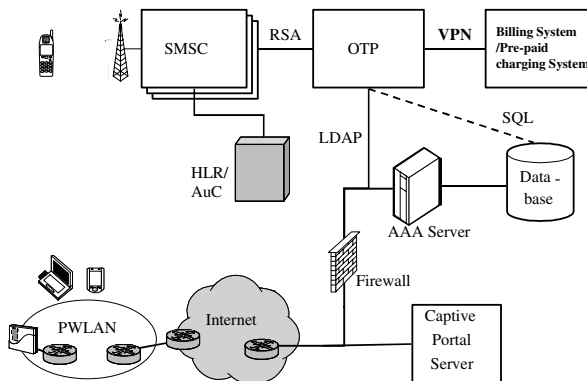 SMSC
RSA
OTP
VPN
Billing System
/Pre-paid
charging System
SQL
LDAP
HLR/
AuC
Data -
base
AAA Server
Firewall
PWLAN
Internet
Captive
Portal
Server